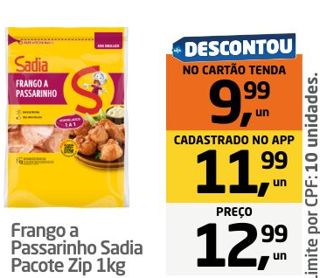 Sadia
FRANGO A
PASSARINHO
S
Frango a
Passarinho Sadia
Pacote Zip 1kg
DESCONTOU
NO CARTÃO TENDA
9,99
un
CADASTRADO NO APP
11,99
un
PREÇO
12,99
un
imite por CPF: 10 unidades.